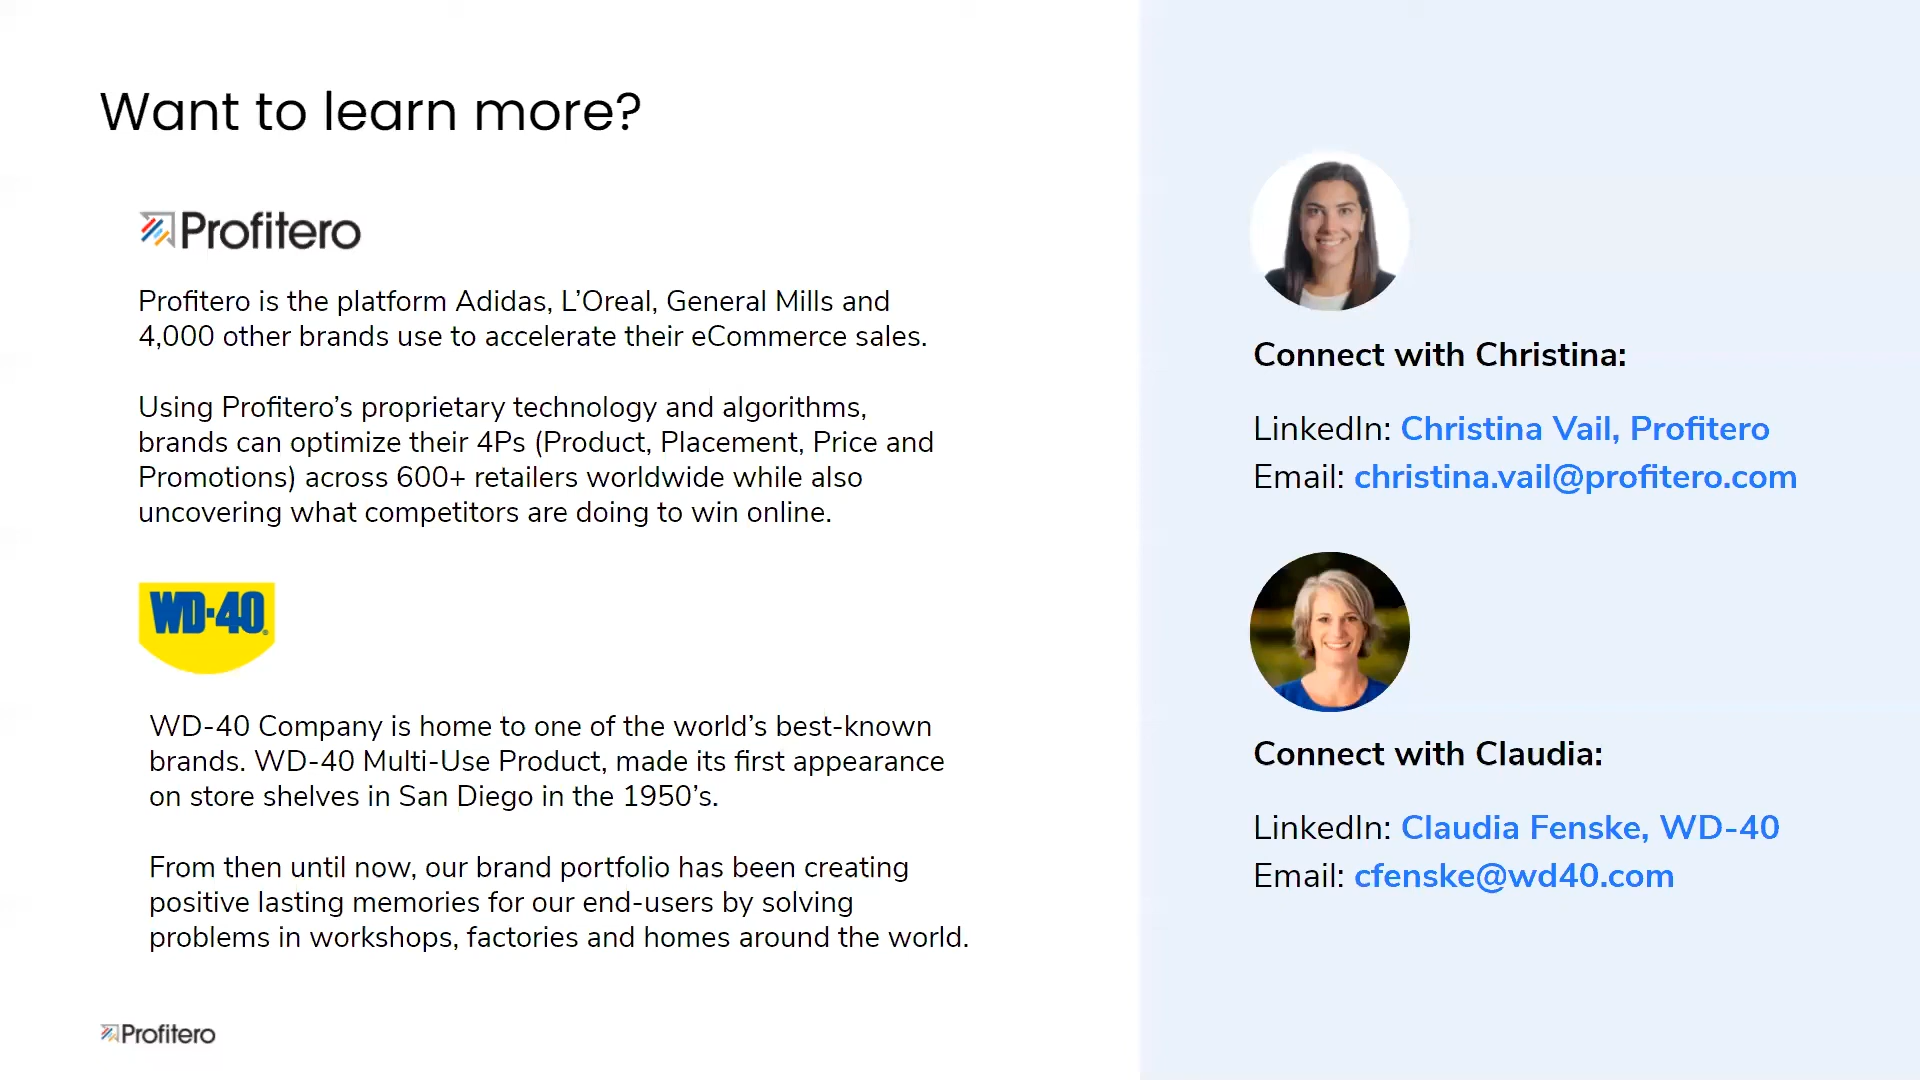 Want to learn more?
Profitero
Profitero is the platform Adidas, L’Oreal, General Mills and
4,000 other brands use to accelerate their eCommerce sales.
Using Profitero’s proprietary technology and algorithms,
brands can optimize their 4Ps (Product, Placement, Price and
Promotions) across 600+ retailers worldwide while also
uncovering what competitors are doing to win online.
WD-40®
WD-40 Company is home to one of the world’s best-known
brands. WD-40 Multi-Use Product, made its first appearance
on store shelves in San Diego in the 1950’s.
From then until now, our brand portfolio has been creating
positive lasting memories for our end-users by solving
problems in workshops, factories and homes around the world.
Profitero
Connect with Christina:
LinkedIn: Christina Vail, Profitero
Email: christina.vail@profitero.com
Connect with Claudia:
LinkedIn: Claudia Fenske, WD-40
Email: cfenske@wd40.com